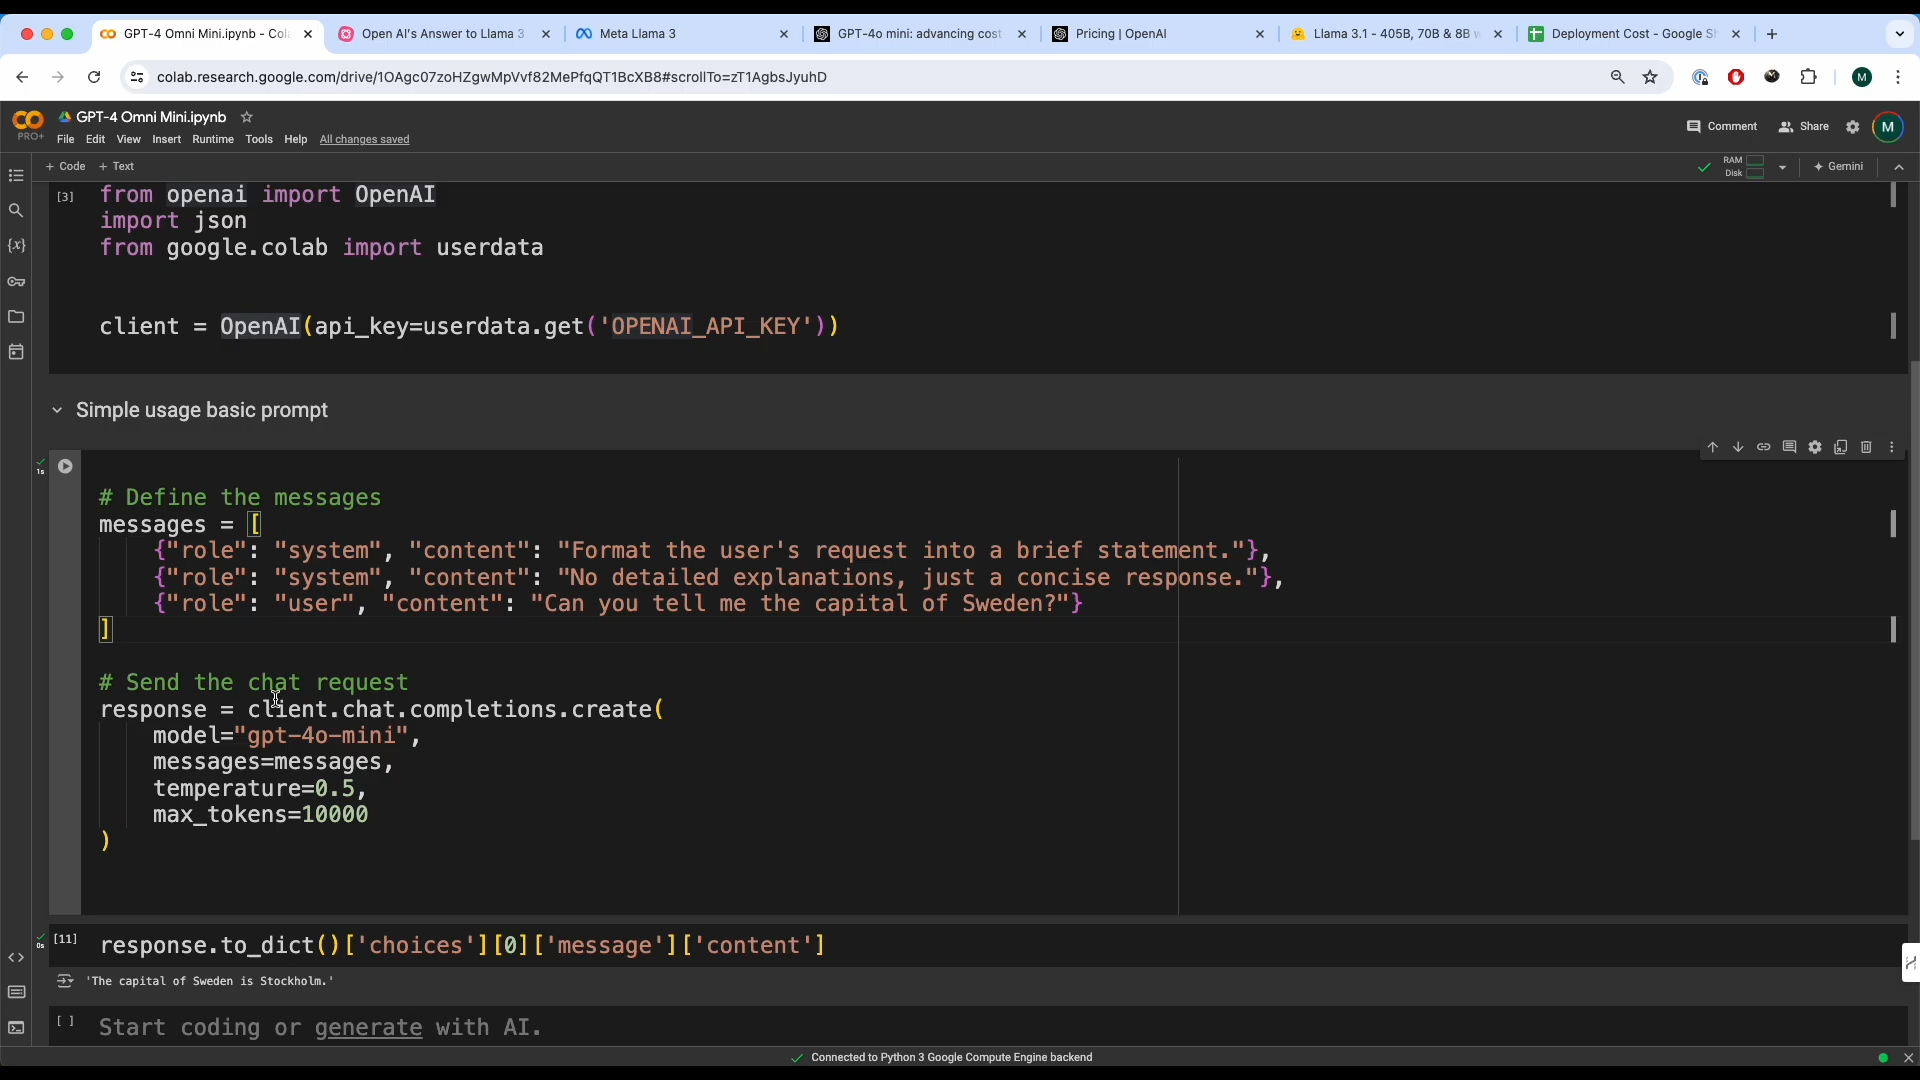 GPT-4 Omni Mini.ipynb - Col
Open AI's Answer to Llama 3
Meta Llama 3
GPT-4o mini: advancing cost
Pricing | OpenAI
Llama 3.1 - 405B, 70B & 8B w
Deployment Cost - Google Sh
colab.research.google.com/drive/1OAgc07zoHZgwMpVvf82MePfqQT1BcXB8#scrollTo=zT1AgbsJyuhD
M
PRO+
GPT-4 Omni Mini.ipynb
File Edit View Insert Runtime Tools Help All changes saved
Comment
Share
M
+ Code + Text
RAM
Disk
Gemini
[3]
from openai import OpenAI
import json
from google.colab import userdata
client = OpenAI(api_key=userdata.get('OPENAI_API_KEY'))
Simple usage basic prompt
1s
# Define the messages
messages = [
{"role": "system", "content": "Format the user's request into a brief statement."},
{"role": "system", "content": "No detailed explanations, just a concise response."},
{"role": "user", "content": "Can you tell me the capital of Sweden?"}
]
# Send the chat request
response = client.chat.completions.create(
model="gpt-4o-mini",
messages=messages,
temperature=0.5,
max_tokens=10000
)
0s
[11]
response.to_dict()['choices'][0]['message']['content']
'The capital of Sweden is Stockholm.'
[ ]
Start coding or generate with AI.
Connected to Python 3 Google Compute Engine backend